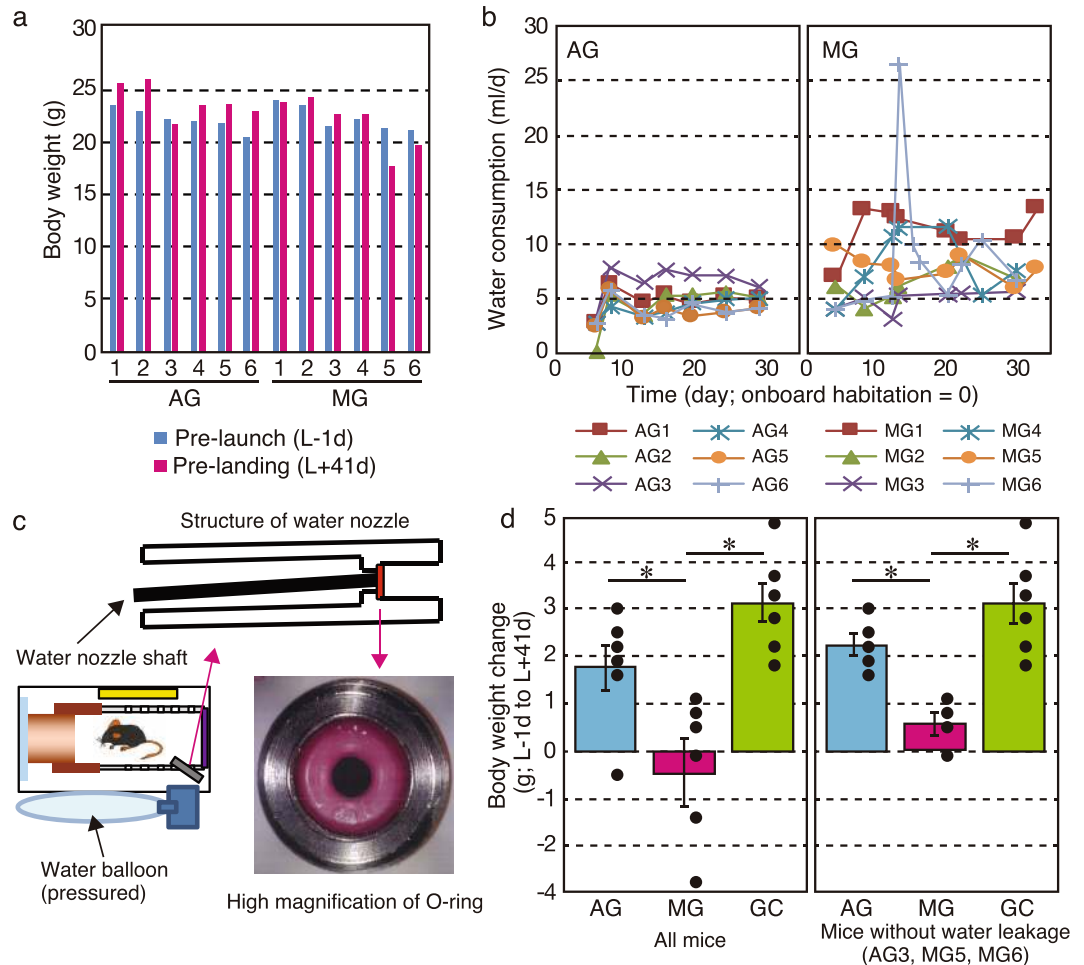 a
30
25
20
15
10
5
0
Body weight (g)
1 2 3 4 5 6 1 2 3 4 5 6
AG MG
Pre-launch (L-1d)
Pre-landing (L+41d)
b
30
25
20
15
10
5
0
Water consumption (ml/d)
AG
MG
0 10 20 30 0 10 20 30
Time (day; onboard habitation = 0)
AG1 AG4 MG1 MG4
AG2 AG5 MG2 MG5
AG3 AG6 MG3 MG6
c
Structure of water nozzle
Water nozzle shaft
Water balloon
(pressured)
High magnification of O-ring
d
5
4
3
2
1
0
-1
-2
-3
-4
Body weight change
(g; L-1d to L+41d)
* *
* *
AG MG GC
All mice
AG MG GC
Mice without water leakage
(AG3, MG5, MG6)